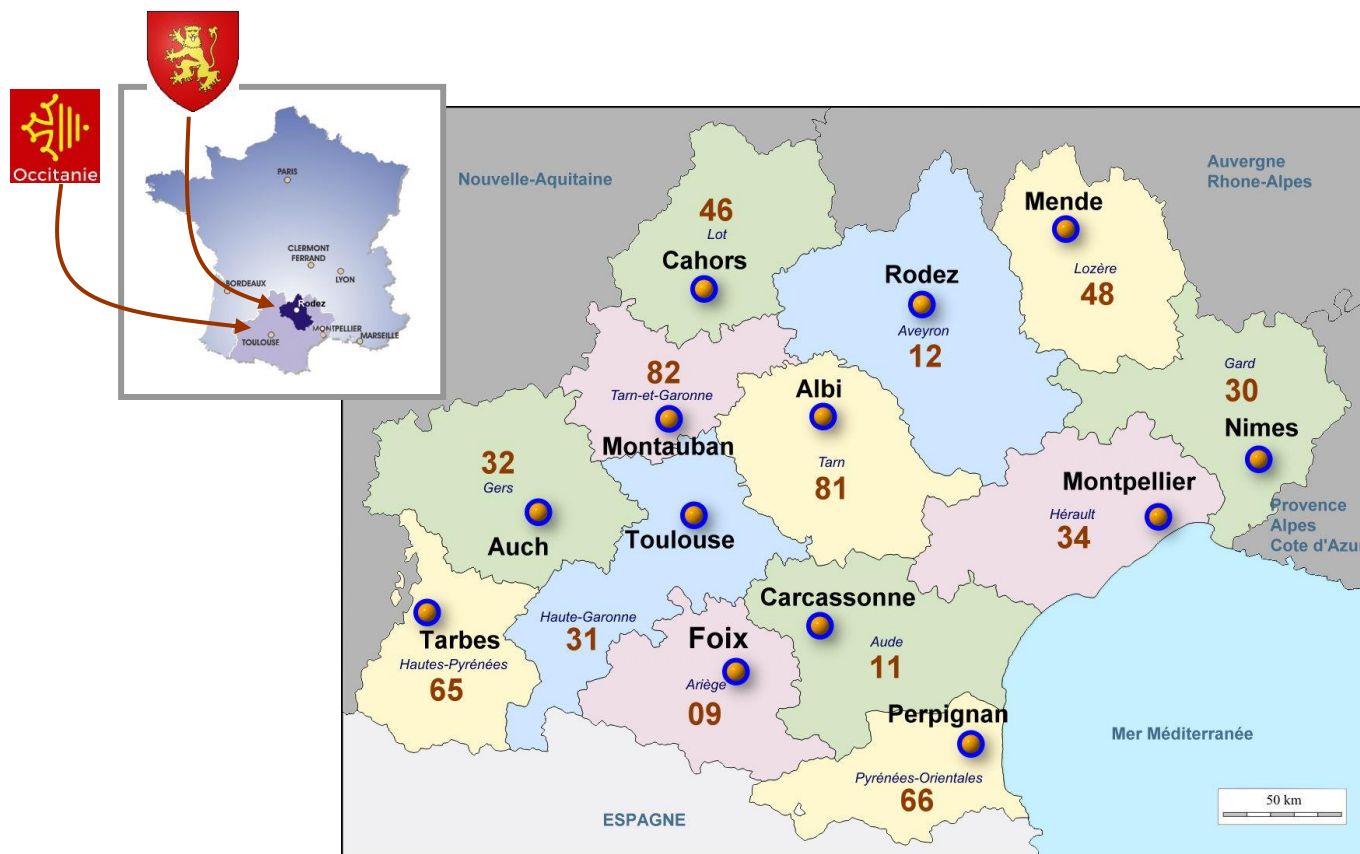 Occitanie
PARIS
CLERMONT
FERRAND
LYON
BORDEAUX
Rodez
MONTPELLIER
MARSEILLE
TOULOUSE
Nouvelle-Aquitaine
Auvergne
Rhone-Alpes
46
Lot
Cahors
Rodez
Aveyron
12
Mende
Lozère
48
82
Tarn-et-Garonne
Montauban
Albi
Tarn
81
Gard
30
Nimes
32
Gers
Auch
Toulouse
Montpellier
Hérault
34
Provence
Alpes
Cote d'Azur
Tarbes
Hautes-Pyrénées
65
Haute-Garonne
31
Foix
Ariège
09
Carcassonne
Aude
11
Perpignan
Pyrénées-Orientales
66
Mer Méditerranée
ESPAGNE
50 km